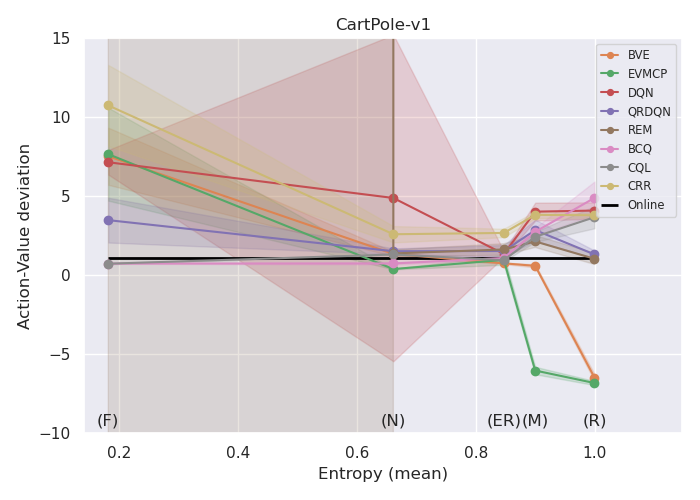 CartPole-v1
Action-Value deviation
15
10
5
0
−5
−10
BVE
EVMCP
DQN
QRDQN
REM
BCQ
CQL
CRR
Online
(F)
(N)
(ER)
(M)
(R)
0.2
0.4
0.6
0.8
1.0
Entropy (mean)